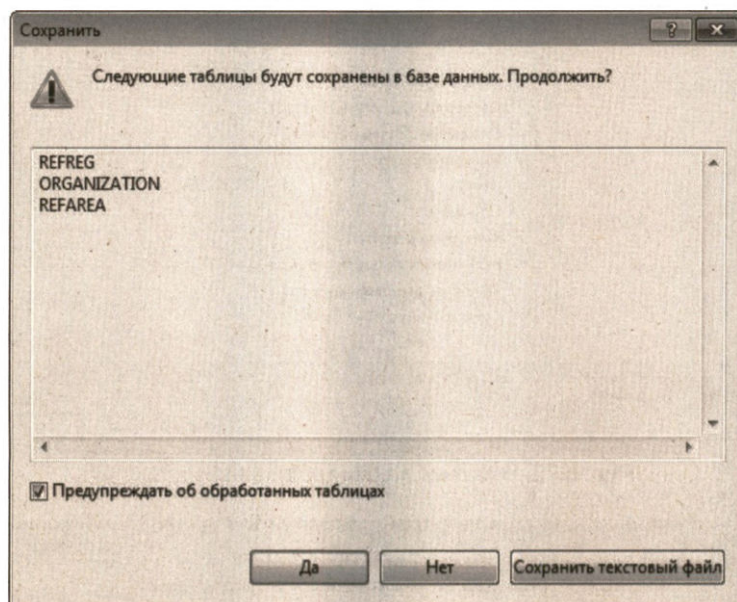 Сохранить
Следующие таблицы будут сохранены в базе данных. Продолжить?
REFREG
ORGANIZATION
REFAREA
Предупреждать об обработанных таблицах
Да
Нет
Сохранить текстовый файл